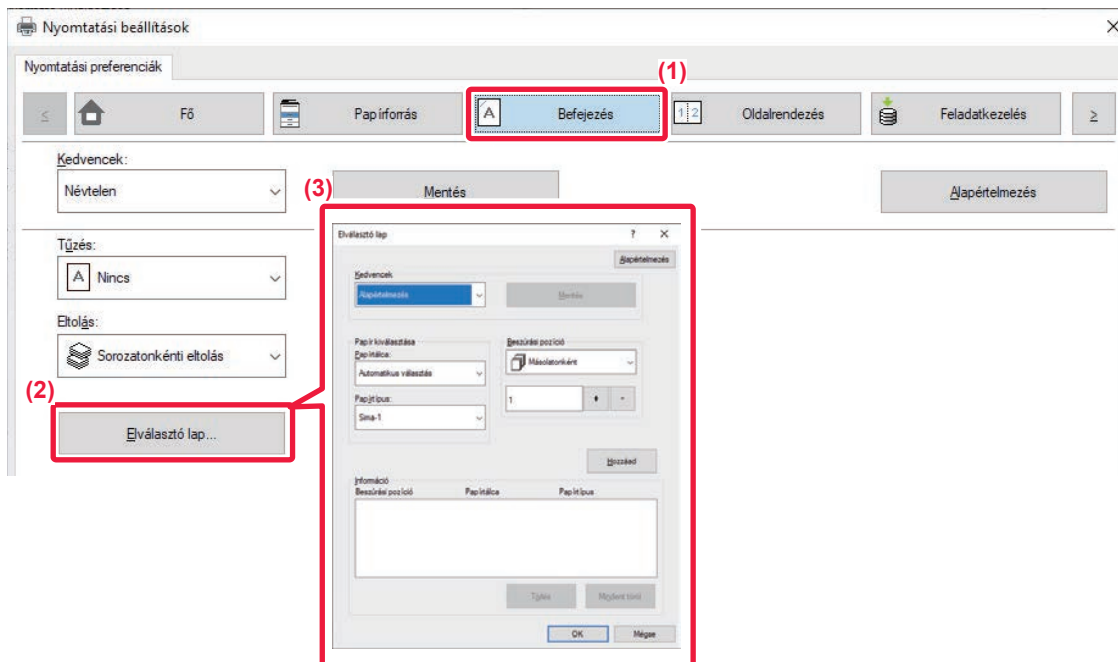 Nyomtatási beállítások
Nyomtatási preferenciák
(1)
<
Fő
Papírforrás
A
Befejezés
1 2
Oldalrendezés
Feladatkezelés
>
Kedvencek:
Névtelen
(3)
Mentés
Alapértelmezés
Elválasztó lap
?
Alapértelmezés
Kedvencek
Alapértelmezés
Mentés
Tűzés:
A Nincs
Eltolás:
Sorozatonkénti eltolás
(2)
Elválasztó lap...
Papír kiválasztása
Papírtálca:
Automatikus választás
Papírtípus:
Sima-1
Beszúrási pozíció
Másolatonként
1
+ -
Hozzáad
Információ
Beszúrási pozíció Papírtálca Papírtípus
Törlés
Mindent töröl
OK
Mégse